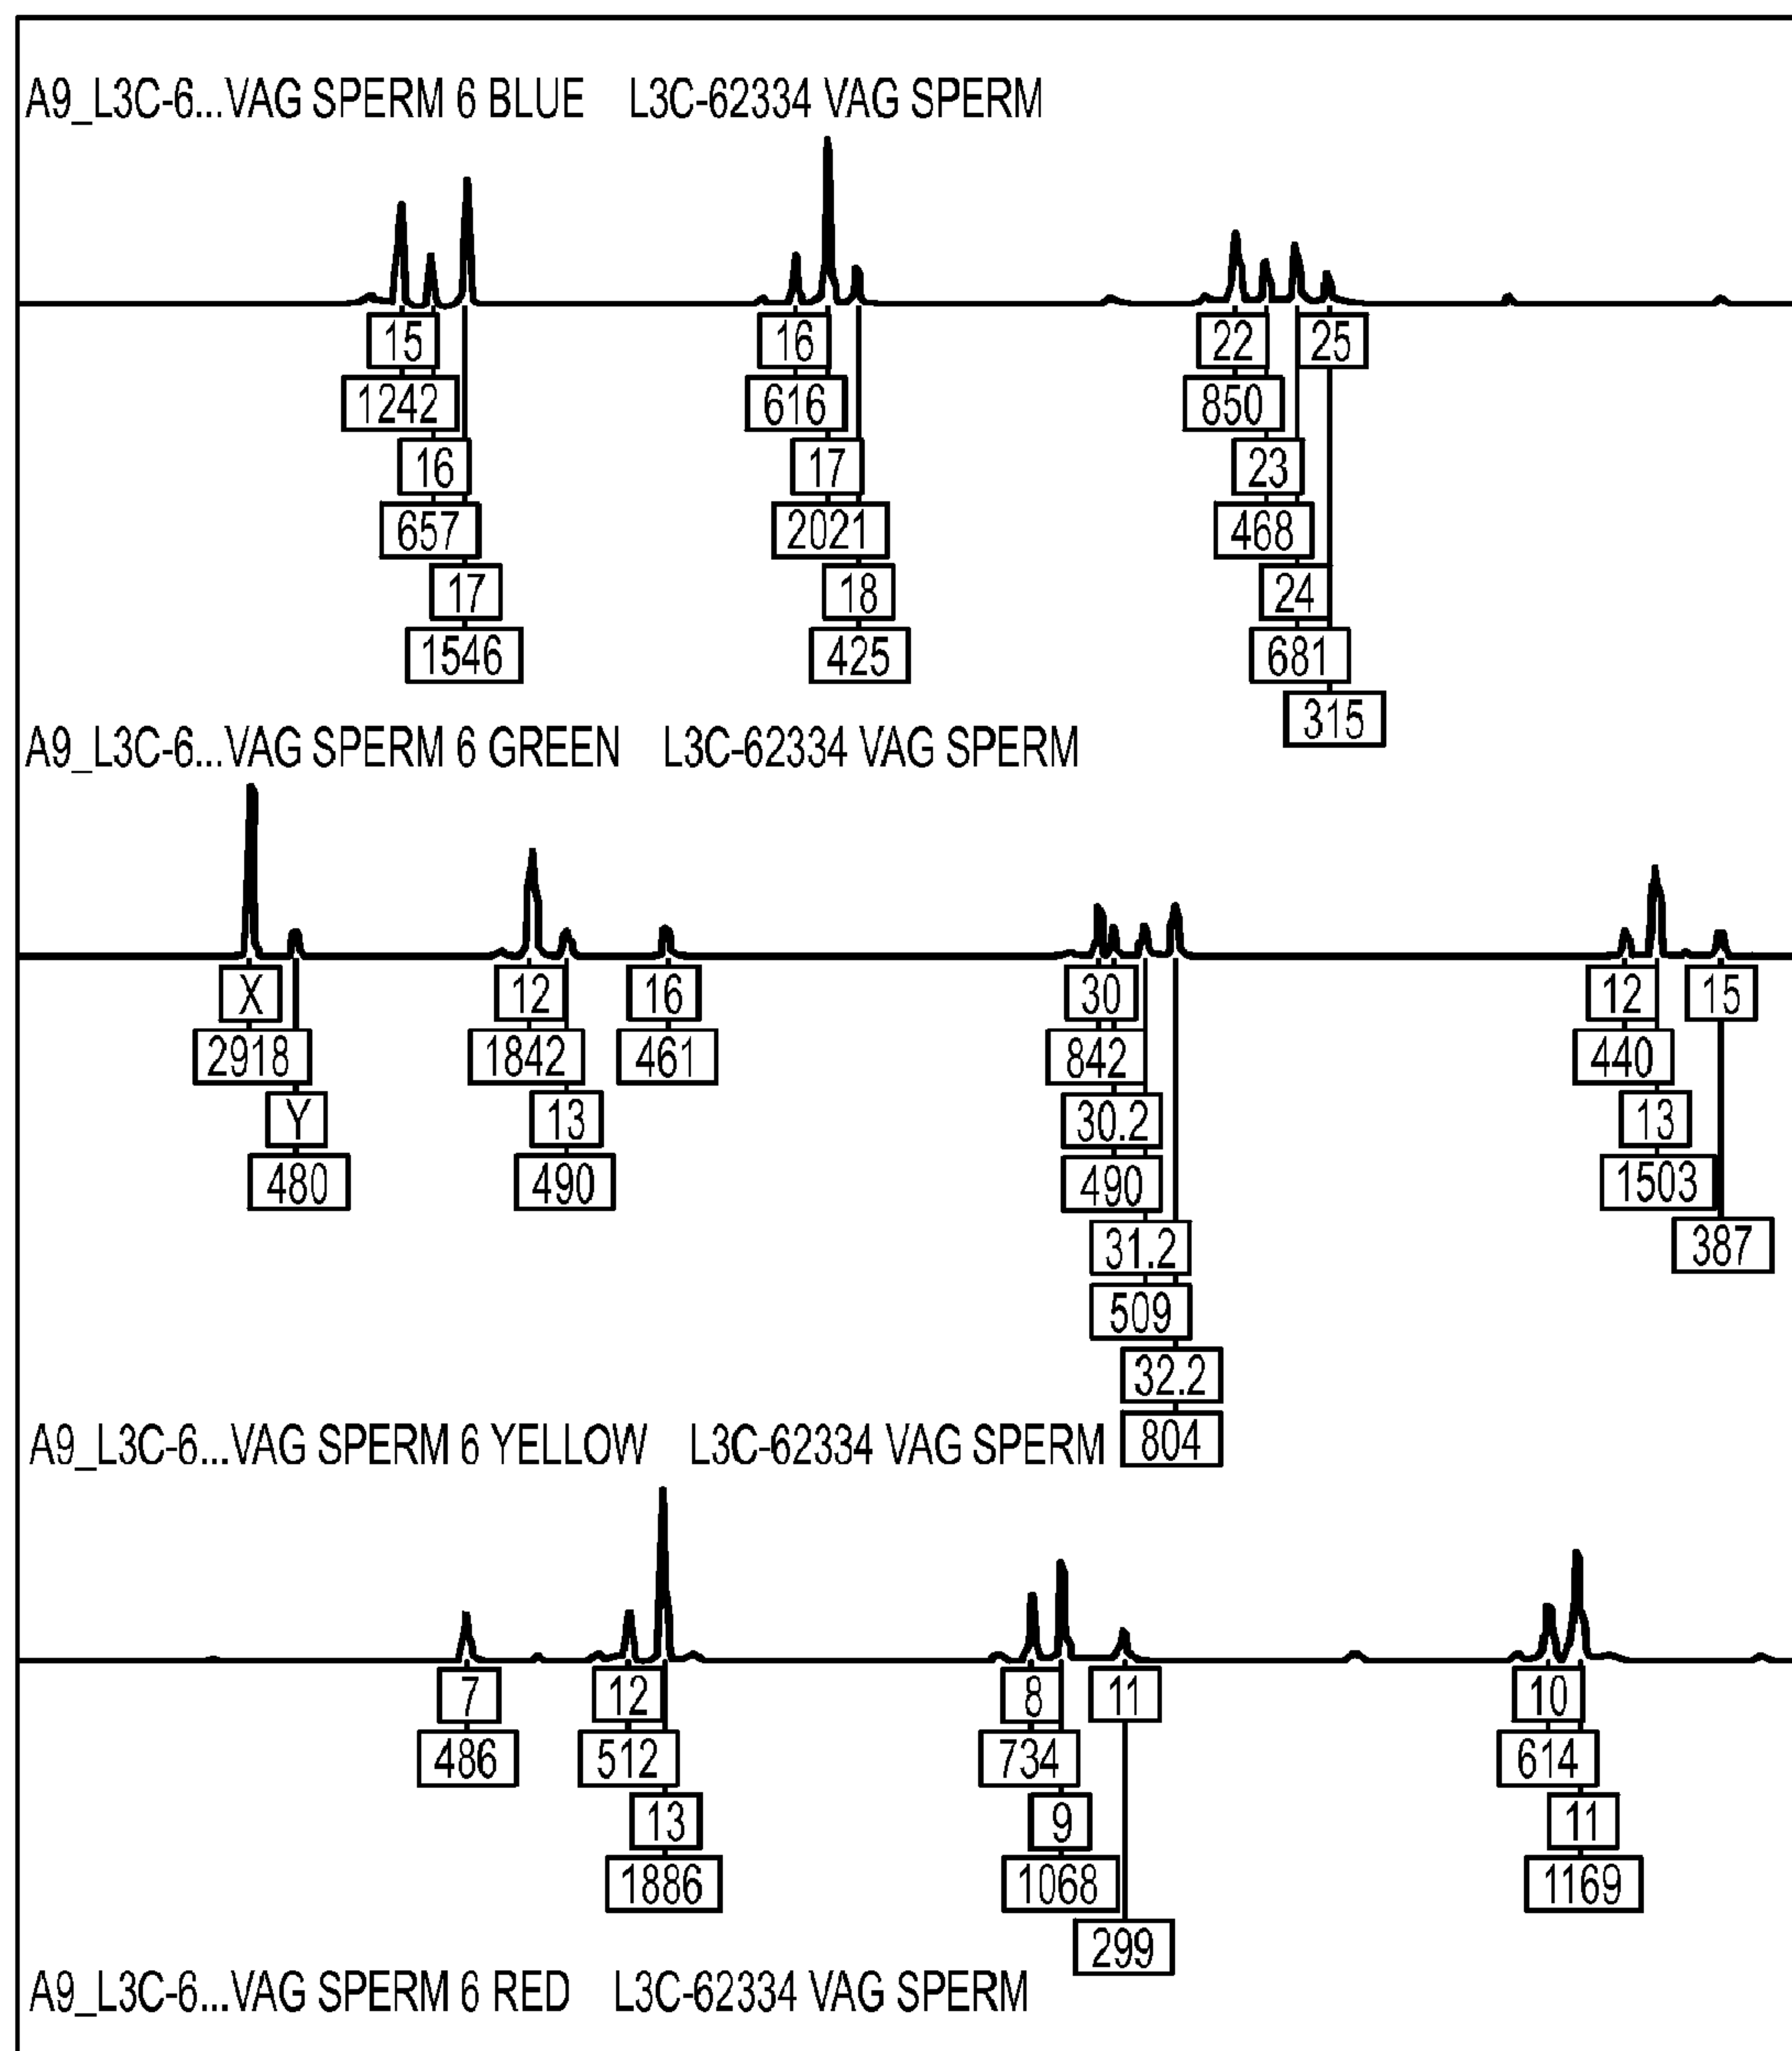 A9_L3C-6...VAG SPERM 6 BLUE L3C-62334 VAG SPERM
15 16 22 25
1242 616 850
16 17 23
657 2021 468
17 18 24
1546 425 681
315
A9_L3C-6...VAG SPERM 6 GREEN L3C-62334 VAG SPERM
X 12 16 30 12 15
2918 1842 461 842 440
Y 13 30.2 13
480 490 490 1503
31.2 387
509
32.2
A9_L3C-6...VAG SPERM 6 YELLOW L3C-62334 VAG SPERM 804
7 12 8 11 10
486 512 734 614
13 9 11
1886 1068 1169
299
A9_L3C-6...VAG SPERM 6 RED L3C-62334 VAG SPERM